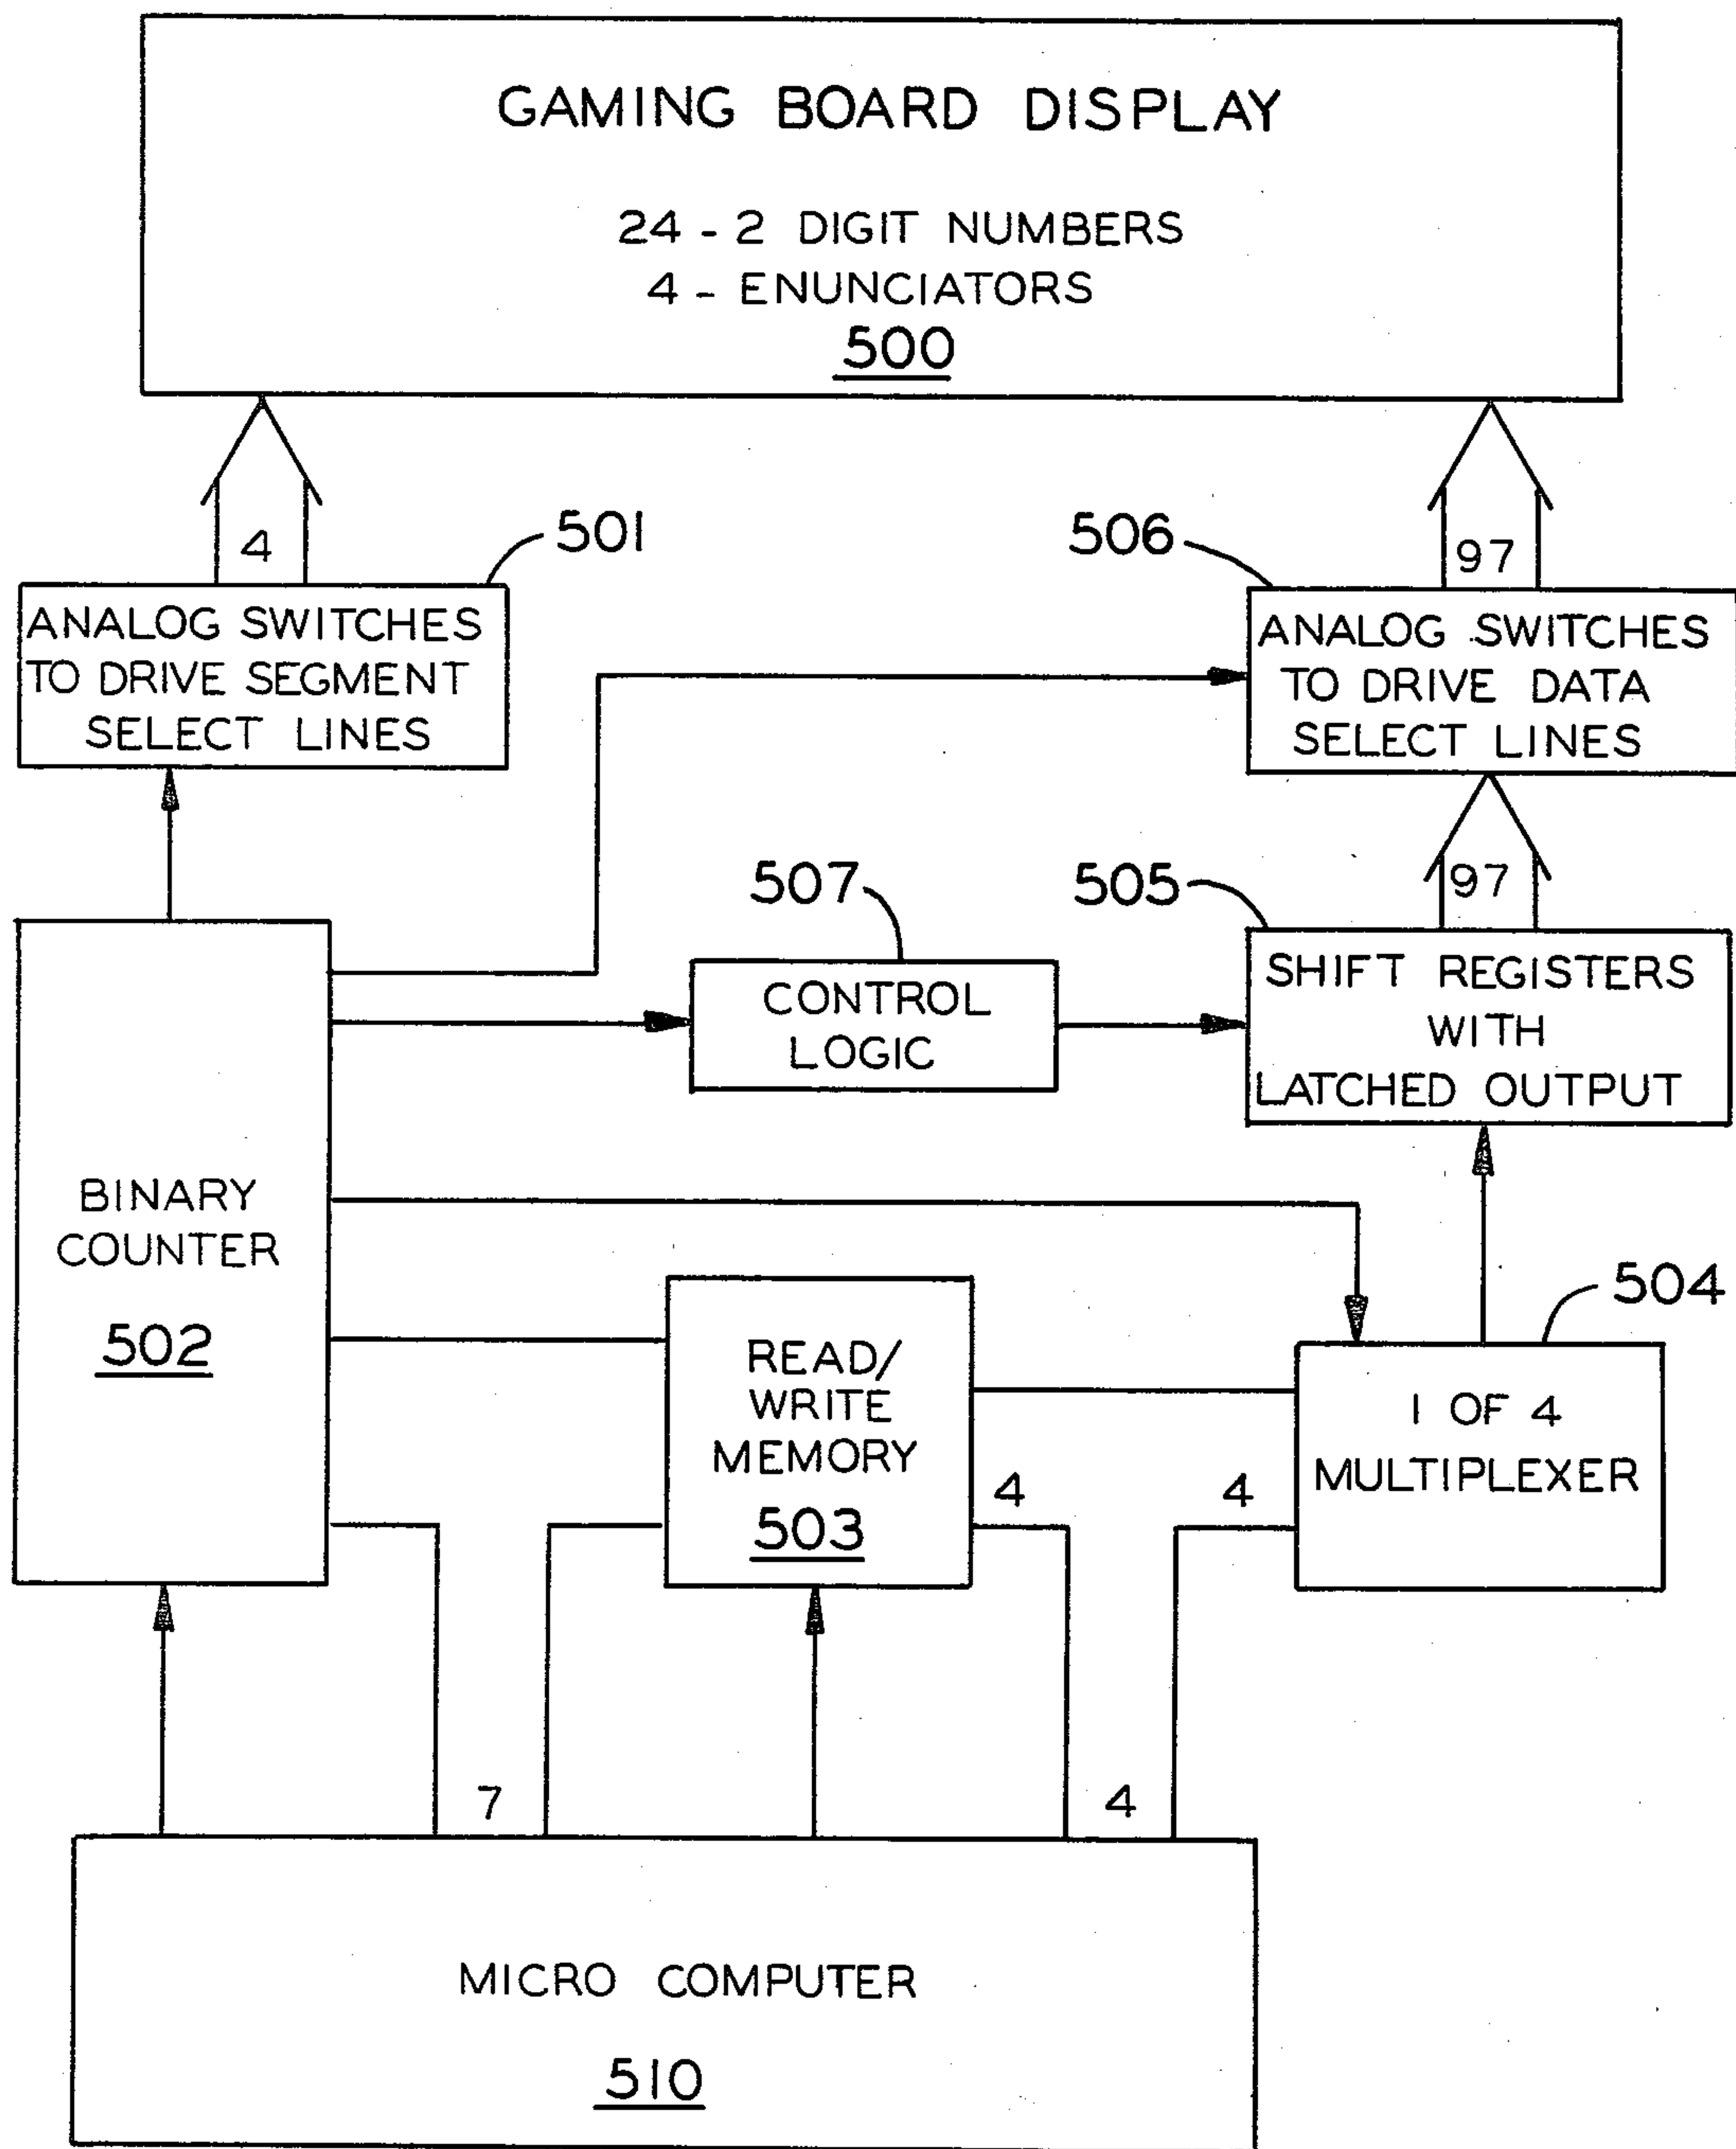 GAMING BOARD DISPLAY
24 - 2 DIGIT NUMBERS
4 - ENUNCIATORS
500
4
501
ANALOG SWITCHES
TO DRIVE SEGMENT
SELECT LINES
506
97
ANALOG SWITCHES
TO DRIVE DATA
SELECT LINES
507
CONTROL
LOGIC
505
97
SHIFT REGISTERS
WITH
LATCHED OUTPUT
BINARY
COUNTER
502
READ/
WRITE
MEMORY
503
504
1 OF 4
MULTIPLEXER
4
4
7
4
MICRO COMPUTER
510